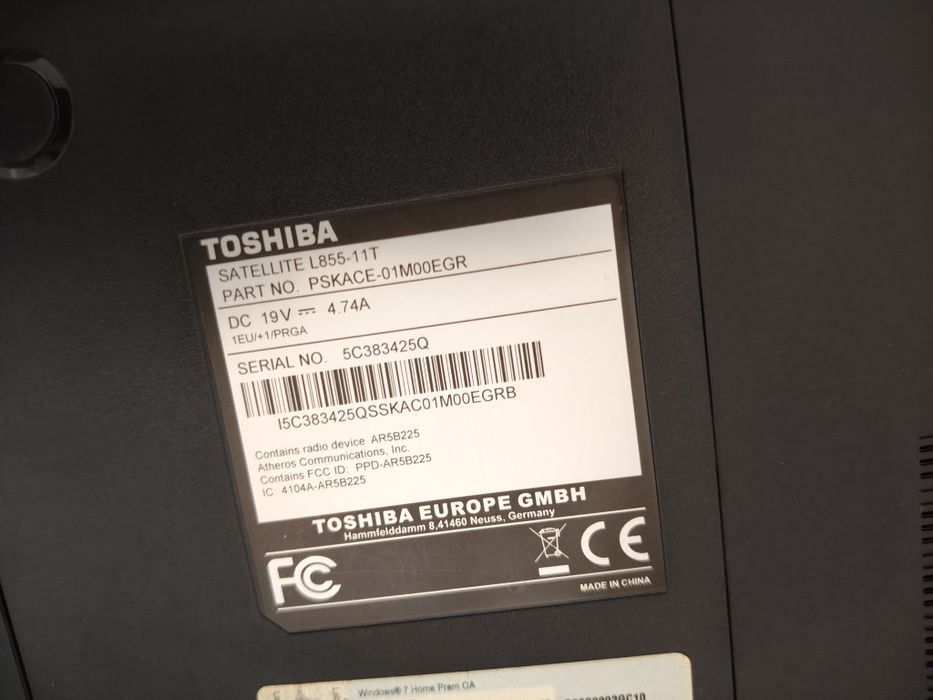 TOSHIBA
SATELLITE L855-11T
PART NO. PSKACE-01M00EGR
DC 19V 4.74A
1EU/+1/PRGA
SERIAL NO. 5C383425Q
I5C383425QSSKAC01M00EGRB
Contains radio device AR5B225
Atheros Communications, Inc.
Contains FCC ID: PPD-AR5B225
IC: 4104A-AR5B225
TOSHIBA EUROPE GMBH
Hammfelddamm 8,41460 Neuss, Germany
FC CE
MADE IN CHINA
Windows® 7 Home Prem OA